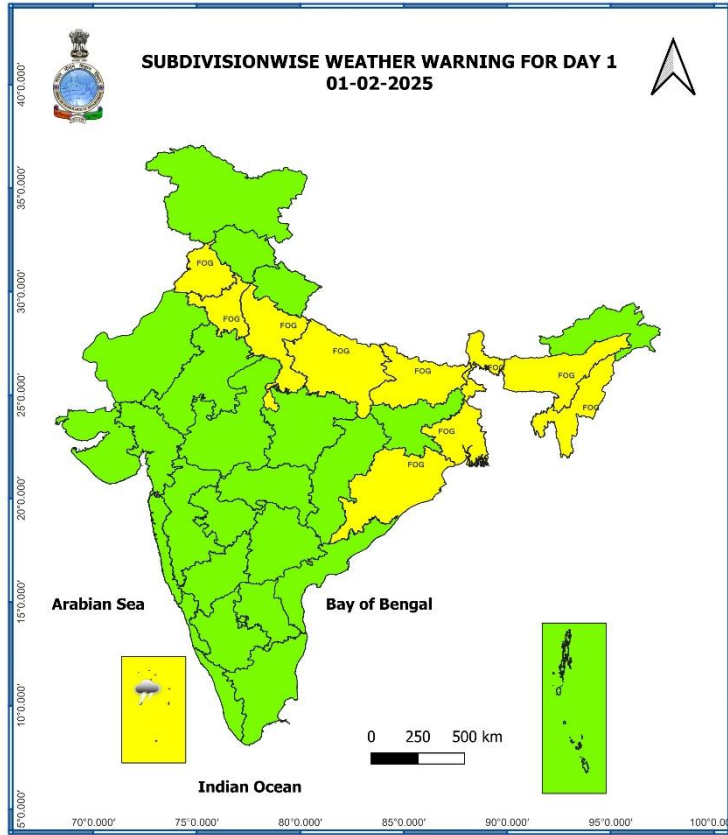 SUBDIVISIONWISE WEATHER WARNING FOR DAY 1
01-02-2025
40°0.000'
35°0.000'
30°0.000'
25°0.000'
20°0.000'
15°0.000'
10°0.000'
5°0.000'
FOG
FOG
FOG
FOG
FOG
FOG
FOG
FOG
FOG
FOG
Arabian Sea
Bay of Bengal
0 250 500 km
Indian Ocean
70°0.000'
75°0.000'
80°0.000'
85°0.000'
90°0.000'
95°0.000'
100°0.0